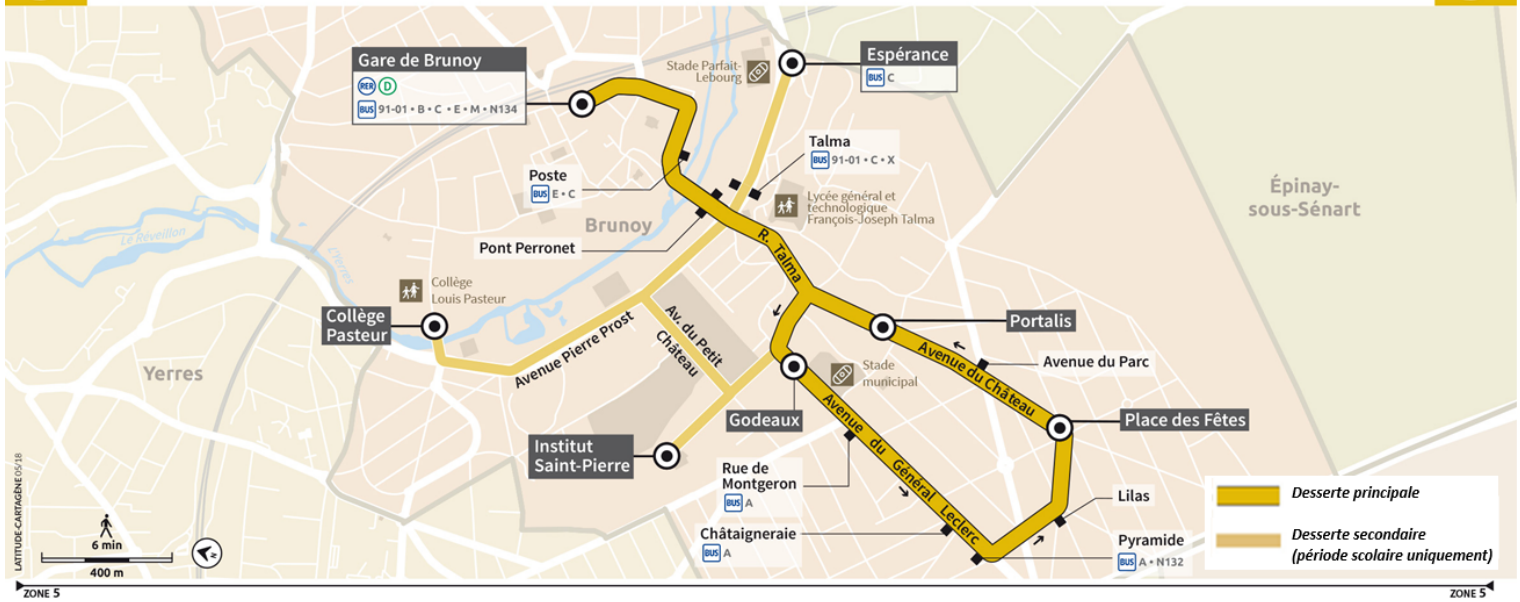 Gare de Brunoy
RER D
BUS 91-01 • B • C • E • M • N134
Stade Parfait-
Lebourg
Espérance
BUS C
Talma
BUS 91-01 • C • X
Poste
BUS E • C
Lycée général et
technologique
François-Joseph Talma
Épinay-
sous-Sénart
Brunoy
Le Réveillon
L'Yerres
Pont Perronet
R. Talma
Collège
Louis Pasteur
Collège
Pasteur
Av. du Petit
Château
Avenue Pierre Prost
Portalis
Avenue du Château
Avenue du Parc
Yerres
Stade
municipal
Godeaux
Place des Fêtes
Avenue du Général Leclerc
Institut
Saint-Pierre
Rue de
Montgeron
BUS A
Lilas
Châtaigneraie
BUS A
Pyramide
BUS A • N132
Desserte principale
Desserte secondaire
(période scolaire uniquement)
LATITUDE-CARTAGÈNE 05/18
6 min
400 m
N
ZONE 5
ZONE 5